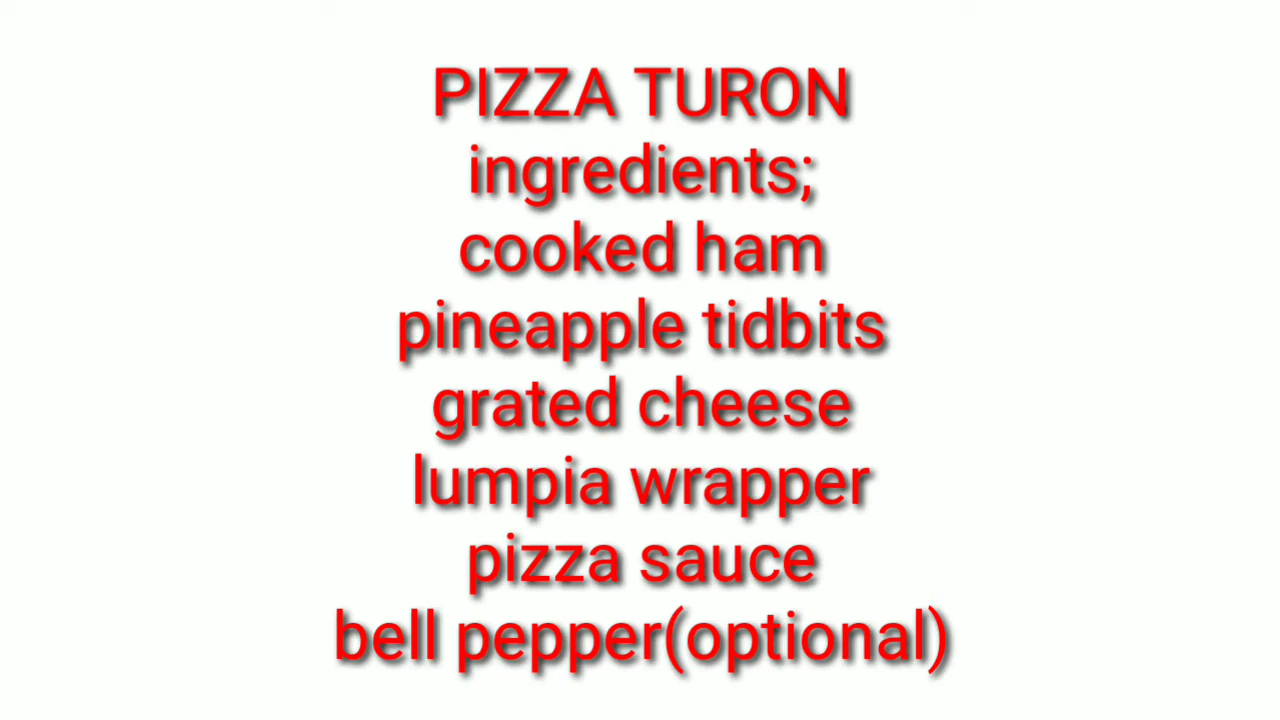 PIZZA TURON
ingredients;
cooked ham
pineapple tidbits
grated cheese
lumpia wrapper
pizza sauce
bell pepper(optional)